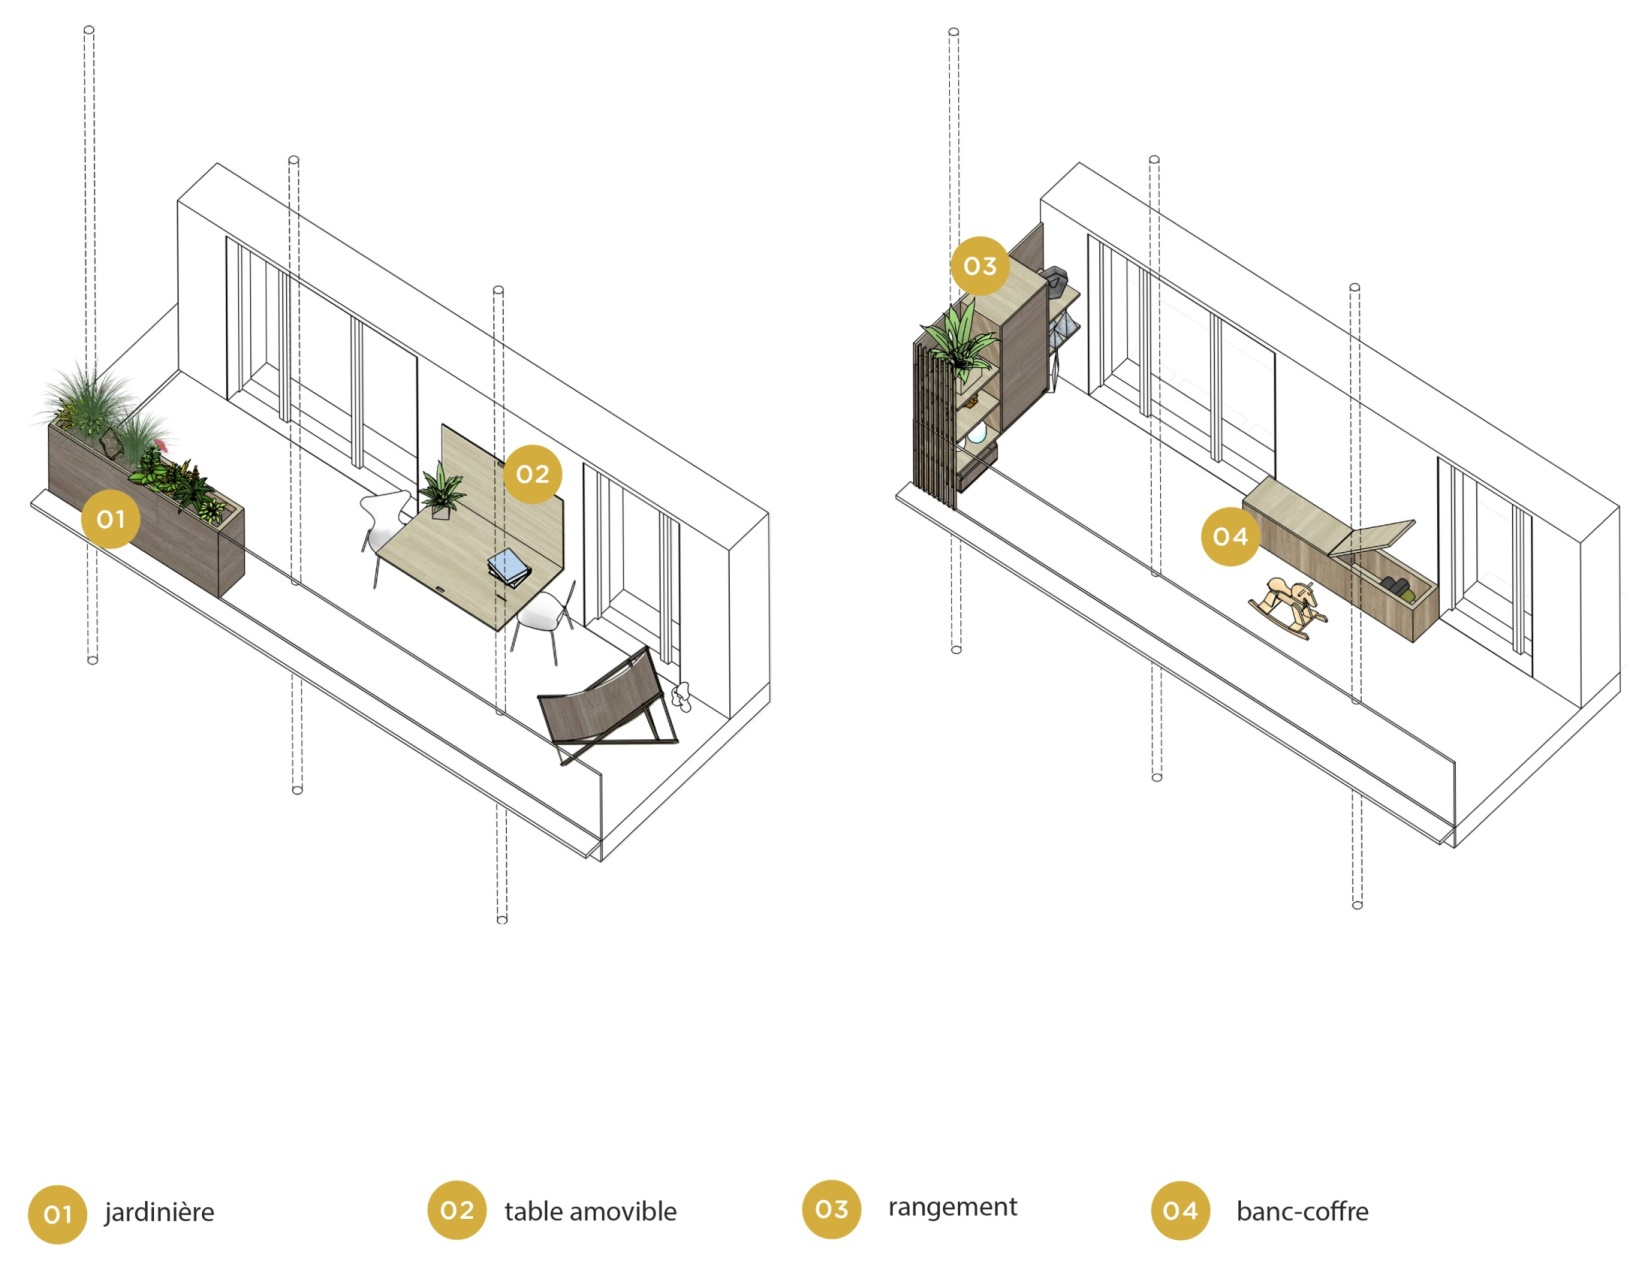 03
02
01
04
01 jardinière
02 table amovible
03 rangement
04 banc-coffre